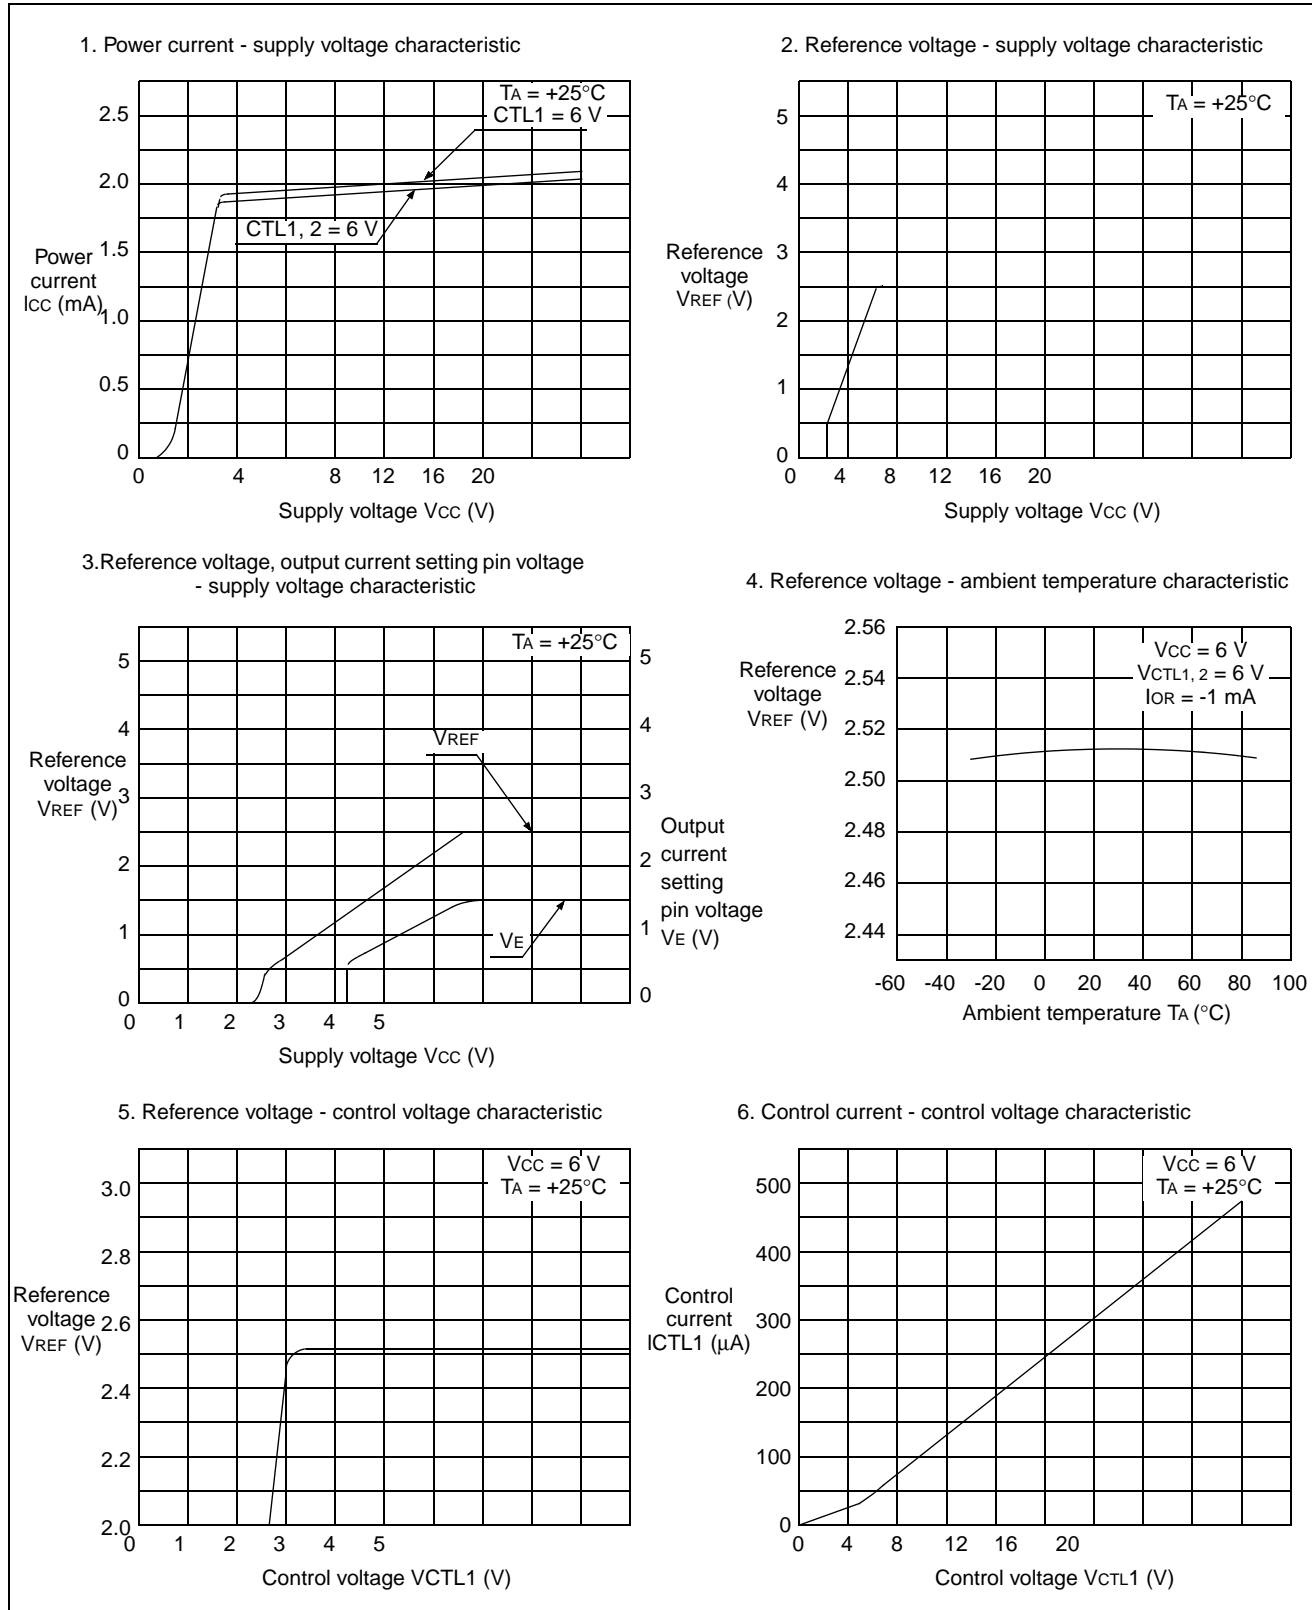 1. Power current - supply voltage characteristic
TA = +25°C
CTL1 = 6 V
CTL1, 2 = 6 V
2.5
2.0
1.5
1.0
0.5
0
Power
current
ICC (mA)
0 4 8 12 16 20
Supply voltage VCC (V)
2. Reference voltage - supply voltage characteristic
TA = +25°C
5
4
3
2
1
0
Reference
voltage
VREF (V)
0 4 8 12 16 20
Supply voltage VCC (V)
3.Reference voltage, output current setting pin voltage
- supply voltage characteristic
TA = +25°C
5
4
3
2
1
0
Reference
voltage
VREF (V)
VREF
VE
5
4
3
2
1
0
Output
current
setting
pin voltage
VE (V)
0 1 2 3 4 5
Supply voltage VCC (V)
4. Reference voltage - ambient temperature characteristic
VCC = 6 V
VCTL1, 2 = 6 V
IOR = -1 mA
2.56
2.54
2.52
2.50
2.48
2.46
2.44
Reference
voltage
VREF (V)
-60 -40 -20 0 20 40 60 80 100
Ambient temperature TA (°C)
5. Reference voltage - control voltage characteristic
VCC = 6 V
TA = +25°C
3.0
2.8
2.6
2.4
2.2
2.0
Reference
voltage
VREF (V)
0 1 2 3 4 5
Control voltage VCTL1 (V)
6. Control current - control voltage characteristic
VCC = 6 V
TA = +25°C
500
400
300
200
100
0
Control
current
ICTL1 (μA)
0 4 8 12 16 20
Control voltage VCTL1 (V)